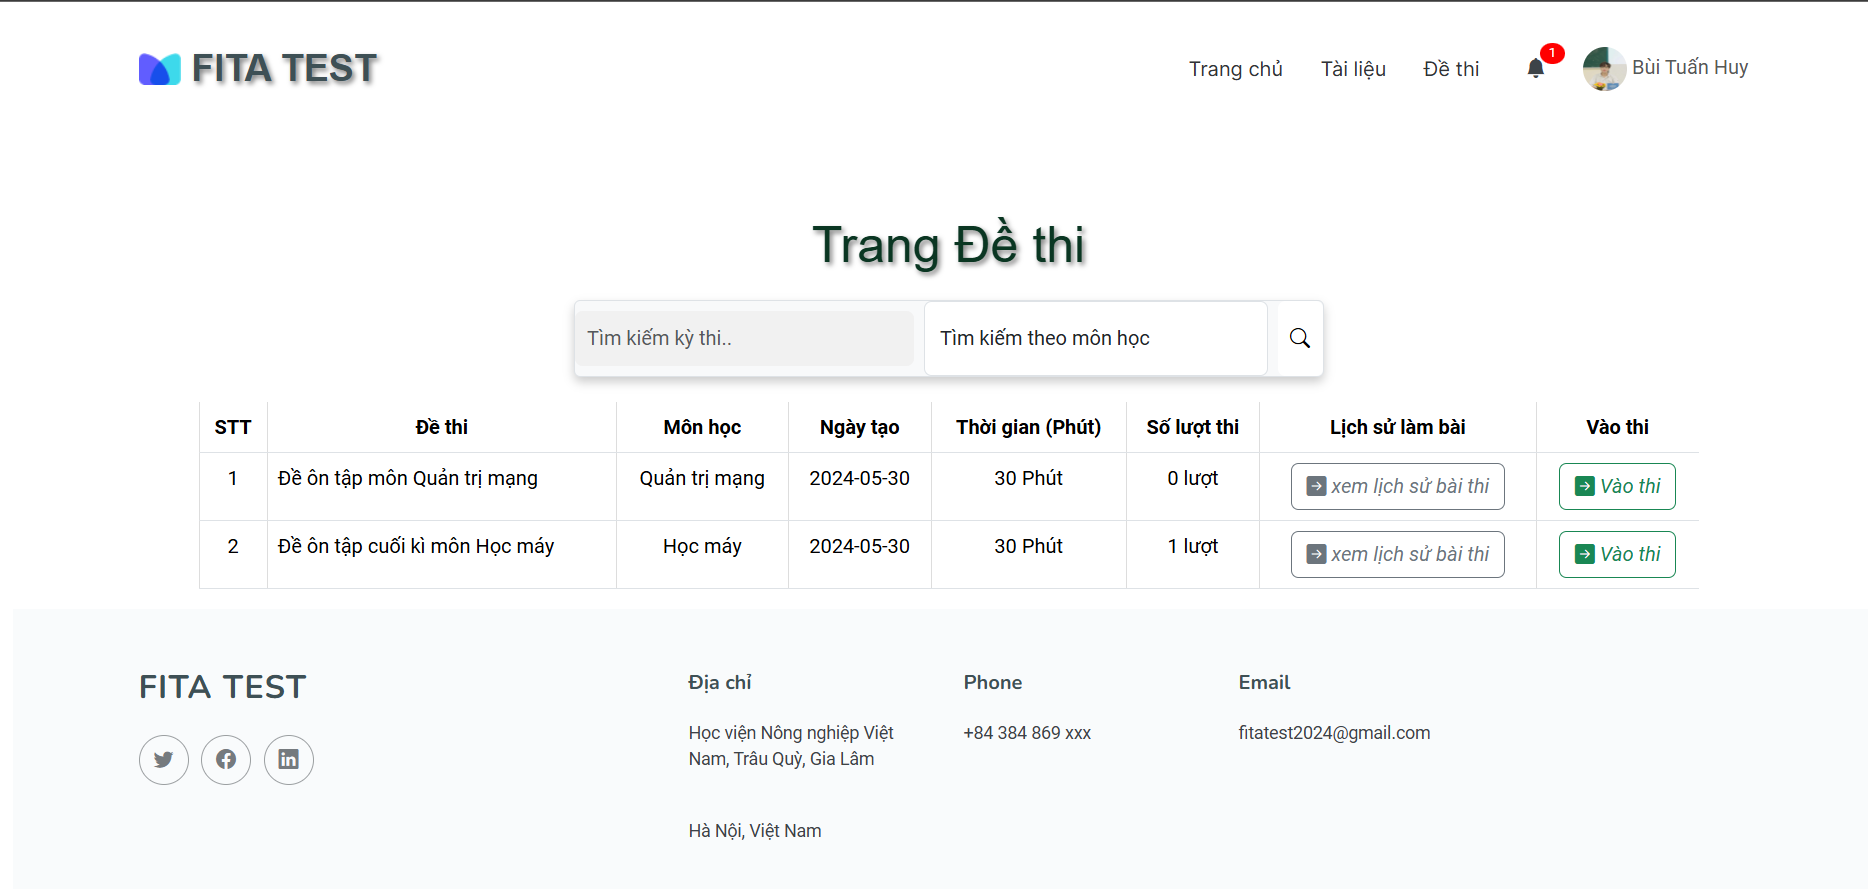 FITA TEST
Trang chủ
Tài liệu
Đề thi
1
Bùi Tuấn Huy
Trang Đề thi
Tìm kiếm kỳ thi..
Tìm kiếm theo môn học
STT Đề thi Môn học Ngày tạo Thời gian (Phút) Số lượt thi Lịch sử làm bài Vào thi
1 Đề ôn tập môn Quản trị mạng Quản trị mạng 2024-05-30 30 Phút 0 lượt xem lịch sử bài thi Vào thi
2 Đề ôn tập cuối kì môn Học máy Học máy 2024-05-30 30 Phút 1 lượt xem lịch sử bài thi Vào thi
FITA TEST
Địa chỉ
Học viện Nông nghiệp Việt
Nam, Trâu Quỳ, Gia Lâm
Hà Nội, Việt Nam
Phone
+84 384 869 xxx
Email
fitatest2024@gmail.com